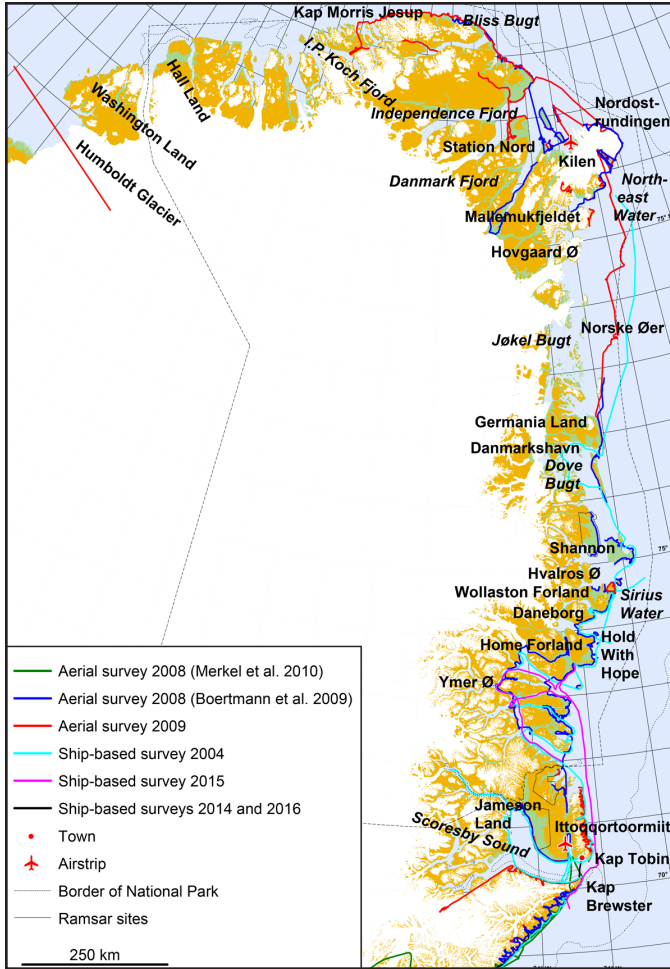 Kap Morris Jesup
Bliss Bugt
I.P. Koch Fjord
Hall Land
Washington Land
Humboldt Glacier
Independence Fjord
Nordost-
rundingen
Station Nord
Kilen
Danmark Fjord
North-
east
Water
Mallemukfjeldet
75°
Hovgaard Ø
Norske Øer
Jøkel Bugt
Germania Land
Danmarkshavn
Dove
Bugt
Shannon
75°
Hvalros Ø
Wollaston Forland
Sirius
Water
Daneborg
Home Forland
Hold
With
Hope
Ymer Ø
Jameson
Land
Ittoqqortoormiit
Scoresby Sound
Kap Tobin
70°
Kap
Brewster
Aerial survey 2008 (Merkel et al. 2010)
Aerial survey 2008 (Boertmann et al. 2009)
Aerial survey 2009
Ship-based survey 2004
Ship-based survey 2015
Ship-based surveys 2014 and 2016
Town
Airstrip
Border of National Park
Ramsar sites
250 km